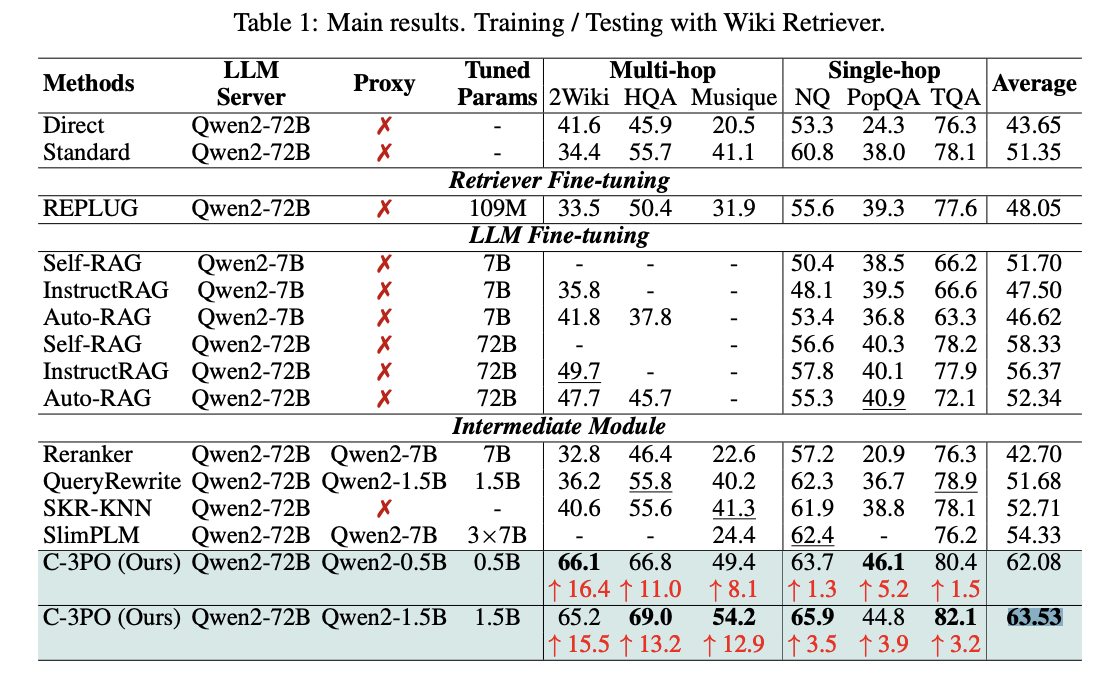 Table 1: Main results. Training / Testing with Wiki Retriever.
Methods LLM Server Proxy Tuned Params Multi-hop Single-hop Average
2Wiki HQA Musique NQ PopQA TQA
Direct Qwen2-72B ✗ - 41.6 45.9 20.5 53.3 24.3 76.3 43.65
Standard Qwen2-72B ✗ - 34.4 55.7 41.1 60.8 38.0 78.1 51.35
Retriever Fine-tuning
REPLUG Qwen2-72B ✗ 109M 33.5 50.4 31.9 55.6 39.3 77.6 48.05
LLM Fine-tuning
Self-RAG Qwen2-7B ✗ 7B - - - 50.4 38.5 66.2 51.70
InstructRAG Qwen2-7B ✗ 7B 35.8 - - 48.1 39.5 66.6 47.50
Auto-RAG Qwen2-7B ✗ 7B 41.8 37.8 - 53.4 36.8 63.3 46.62
Self-RAG Qwen2-72B ✗ 72B - - - 56.6 40.3 78.2 58.33
InstructRAG Qwen2-72B ✗ 72B 49.7 - - 57.8 40.1 77.9 56.37
Auto-RAG Qwen2-72B ✗ 72B 47.7 45.7 - 55.3 40.9 72.1 52.34
Intermediate Module
Reranker Qwen2-72B Qwen2-7B 7B 32.8 46.4 22.6 57.2 20.9 76.3 42.70
QueryRewrite Qwen2-72B Qwen2-1.5B 1.5B 36.2 55.8 40.2 62.3 36.7 78.9 51.68
SKR-KNN Qwen2-72B ✗ - 40.6 55.6 41.3 61.9 38.8 78.1 52.71
SlimPLM Qwen2-72B Qwen2-7B 3×7B - - 24.4 62.4 - 76.2 54.33
C-3PO (Ours) Qwen2-72B Qwen2-0.5B 0.5B 66.1 66.8 49.4 63.7 46.1 80.4 62.08
↑ 16.4 ↑ 11.0 ↑ 8.1 ↑ 1.3 ↑ 5.2 ↑ 1.5
C-3PO (Ours) Qwen2-72B Qwen2-1.5B 1.5B 65.2 69.0 54.2 65.9 44.8 82.1 63.53
↑ 15.5 ↑ 13.2 ↑ 12.9 ↑ 3.5 ↑ 3.9 ↑ 3.2